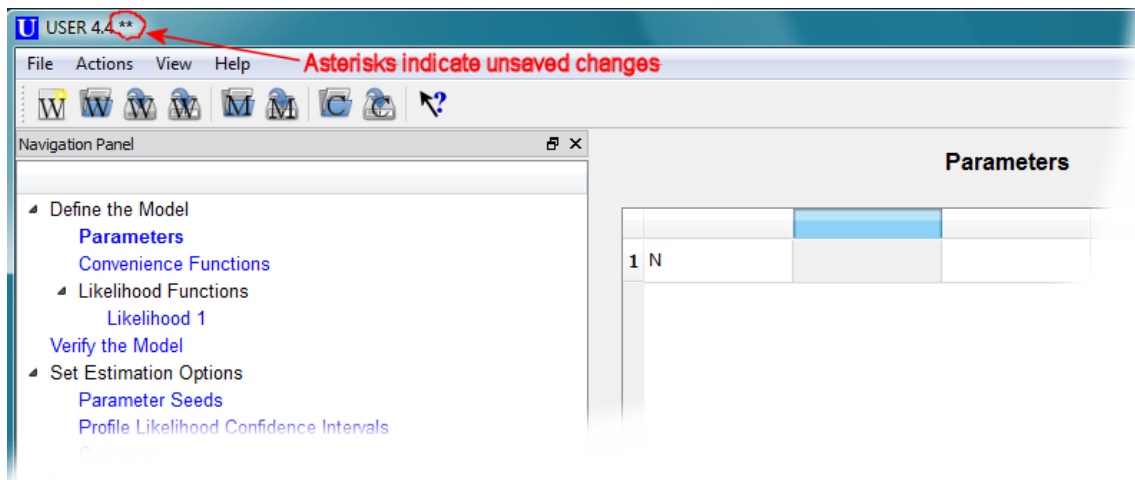 U USER 4.4 **
Asterisks indicate unsaved changes
File Actions View Help
W W W W M M C C ?
Navigation Panel
Parameters
Define the Model
Parameters
Convenience Functions
1 N
Likelihood Functions
Likelihood 1
Verify the Model
Set Estimation Options
Parameter Seeds
Profile Likelihood Confidence Intervals